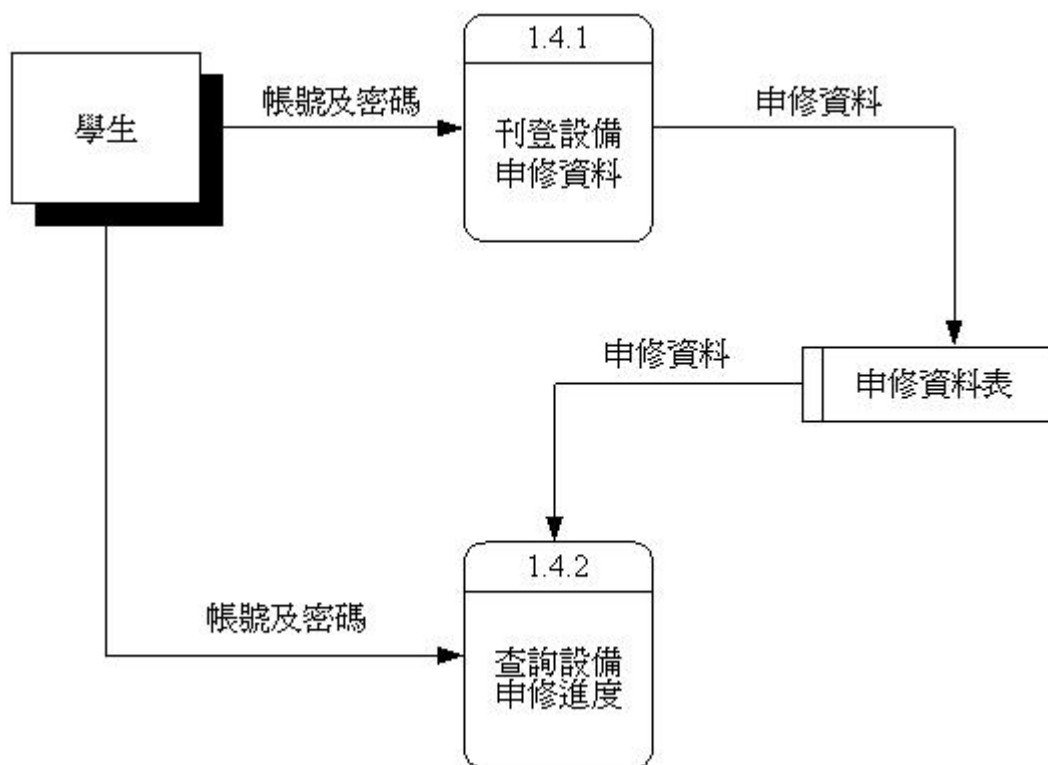 1.4.1
學生
帳號及密碼
刊登設備
申修資料
申修資料
申修資料
申修資料表
1.4.2
帳號及密碼
查詢設備
申修進度